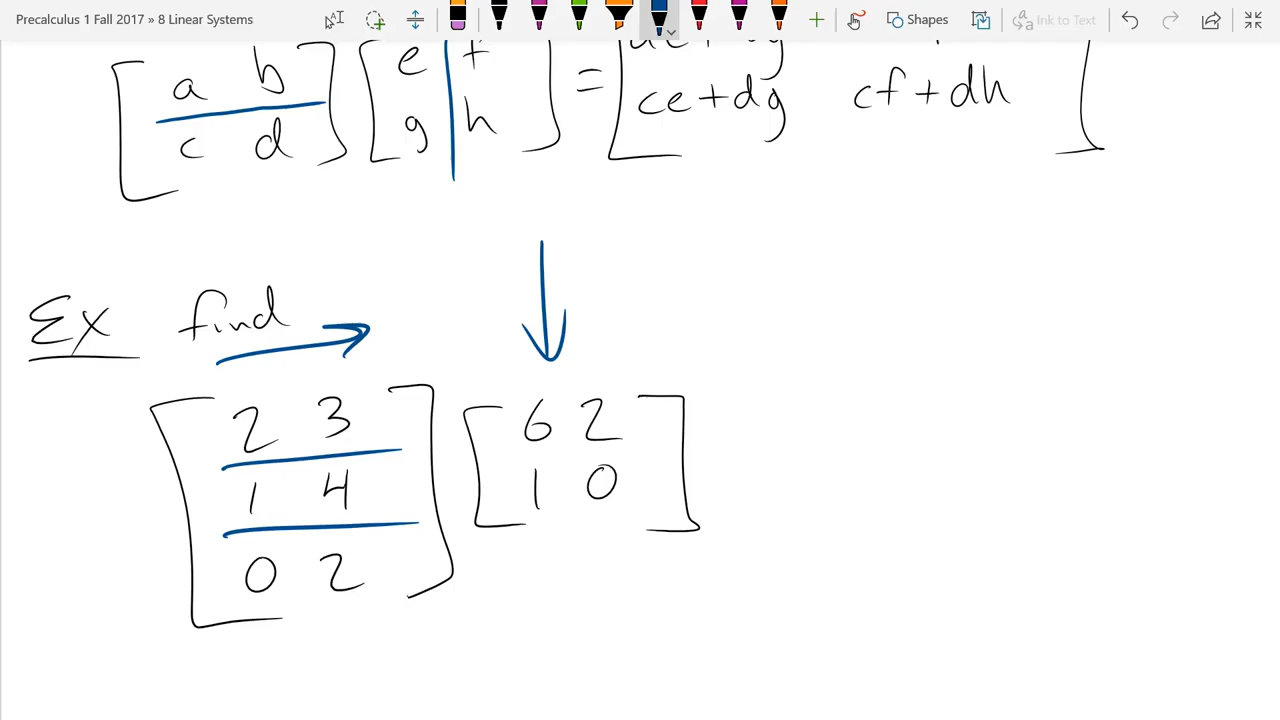 Precalculus 1 Fall 2017 » 8 Linear Systems
Shapes
Ink to Text
a b e f
c d g h
=
ce+dg cf+dh
Ex find
2 3 6 2
1 4 1 0
0 2